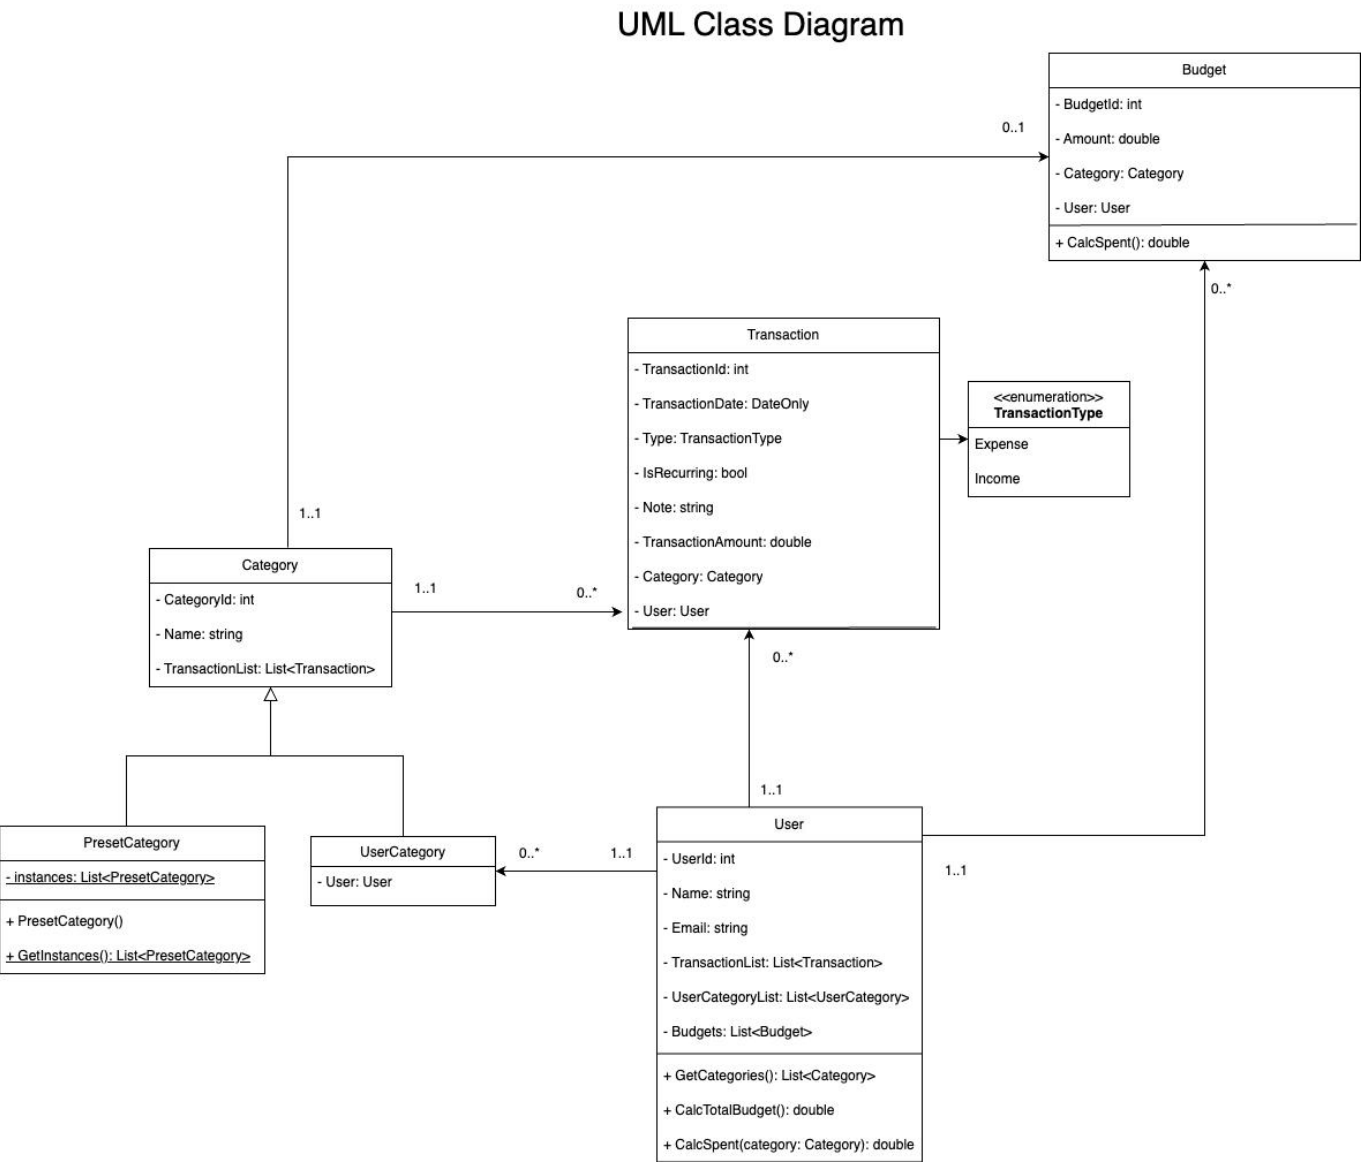 UML Class Diagram
Budget
- BudgetId: int
- Amount: double
- Category: Category
- User: User
+ CalcSpent(): double
0..1
0..*
Transaction
- TransactionId: int
- TransactionDate: DateOnly
- Type: TransactionType
- IsRecurring: bool
- Note: string
- TransactionAmount: double
- Category: Category
- User: User
<<enumeration>>
TransactionType
Expense
Income
1..1
Category
- CategoryId: int
- Name: string
- TransactionList: List<Transaction>
1..1
0..*
0..*
1..1
PresetCategory
- instances: List<PresetCategory>
+ PresetCategory()
+ GetInstances(): List<PresetCategory>
UserCategory
- User: User
0..*
1..1
User
- UserId: int
- Name: string
- Email: string
- TransactionList: List<Transaction>
- UserCategoryList: List<UserCategory>
- Budgets: List<Budget>
+ GetCategories(): List<Category>
+ CalcTotalBudget(): double
+ CalcSpent(category: Category): double
1..1